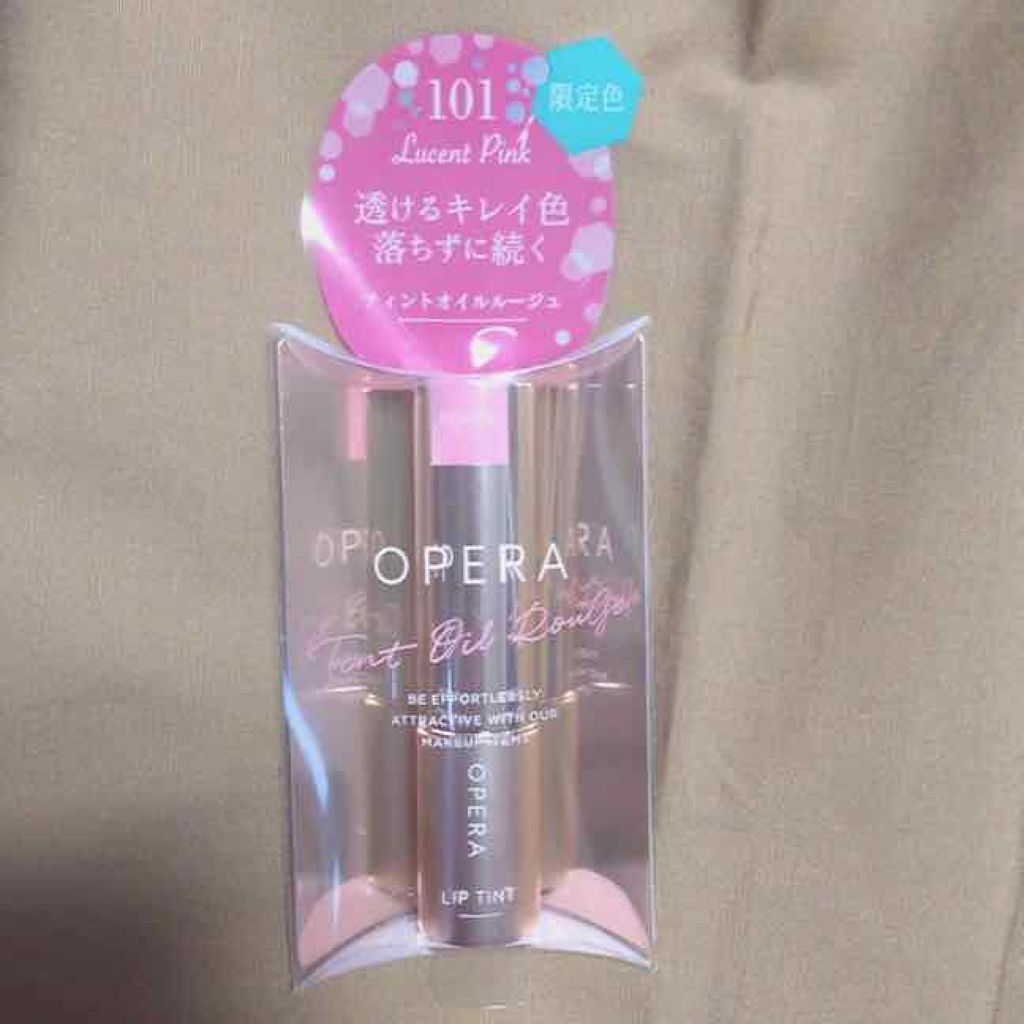 101
限定色
Lucent Pink
透けるキレイ色
落ちずに続く
ティントオイルルージュ
OPERA
Tint Oil Rouge
BE EFFORTLESSLY
ATTRACTIVE WITH OUR
MAKEUP ITEMS
OPERA
LIP TINT